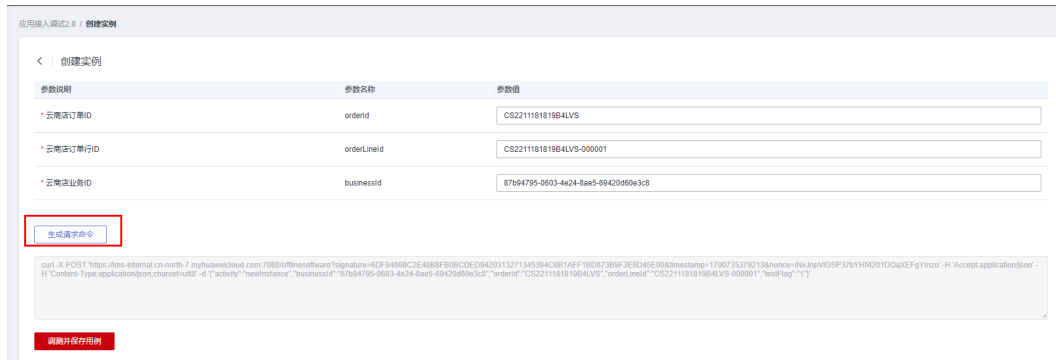 应用接入调试2.0 / 创建实例
< 创建实例
参数说明 参数名称 参数值
* 云商店订单ID orderId CS2211181819B4LVS
* 云商店订单行ID orderLineId CS2211181819B4LVS-000001
* 云商店业务ID businessId 87b94795-0603-4e24-8ae5-69420d60e3c8
生成请求命令
curl -X POST 'https://ims-internal.cn-north-7.myhuaweicloud.com:7088/offlinesoftware?signature=6DF94868C2E48B8FB0BCDED9420313271345394C6B1AFF1BD873B9F3E6D45E00&timestamp=1700735379213&nonce=iNvJnpVIGSP37bYHNI201DQaXEFgYmzo' -H 'Accept:application/json' -
H 'Content-Type:application/json;charset=utf8' -d '{"activity":"newInstance","businessId":"87b94795-0603-4e24-8ae5-69420d60e3c8","orderId":"CS2211181819B4LVS","orderLineId":"CS2211181819B4LVS-000001","testFlag":"1"}'
调测并保存用例